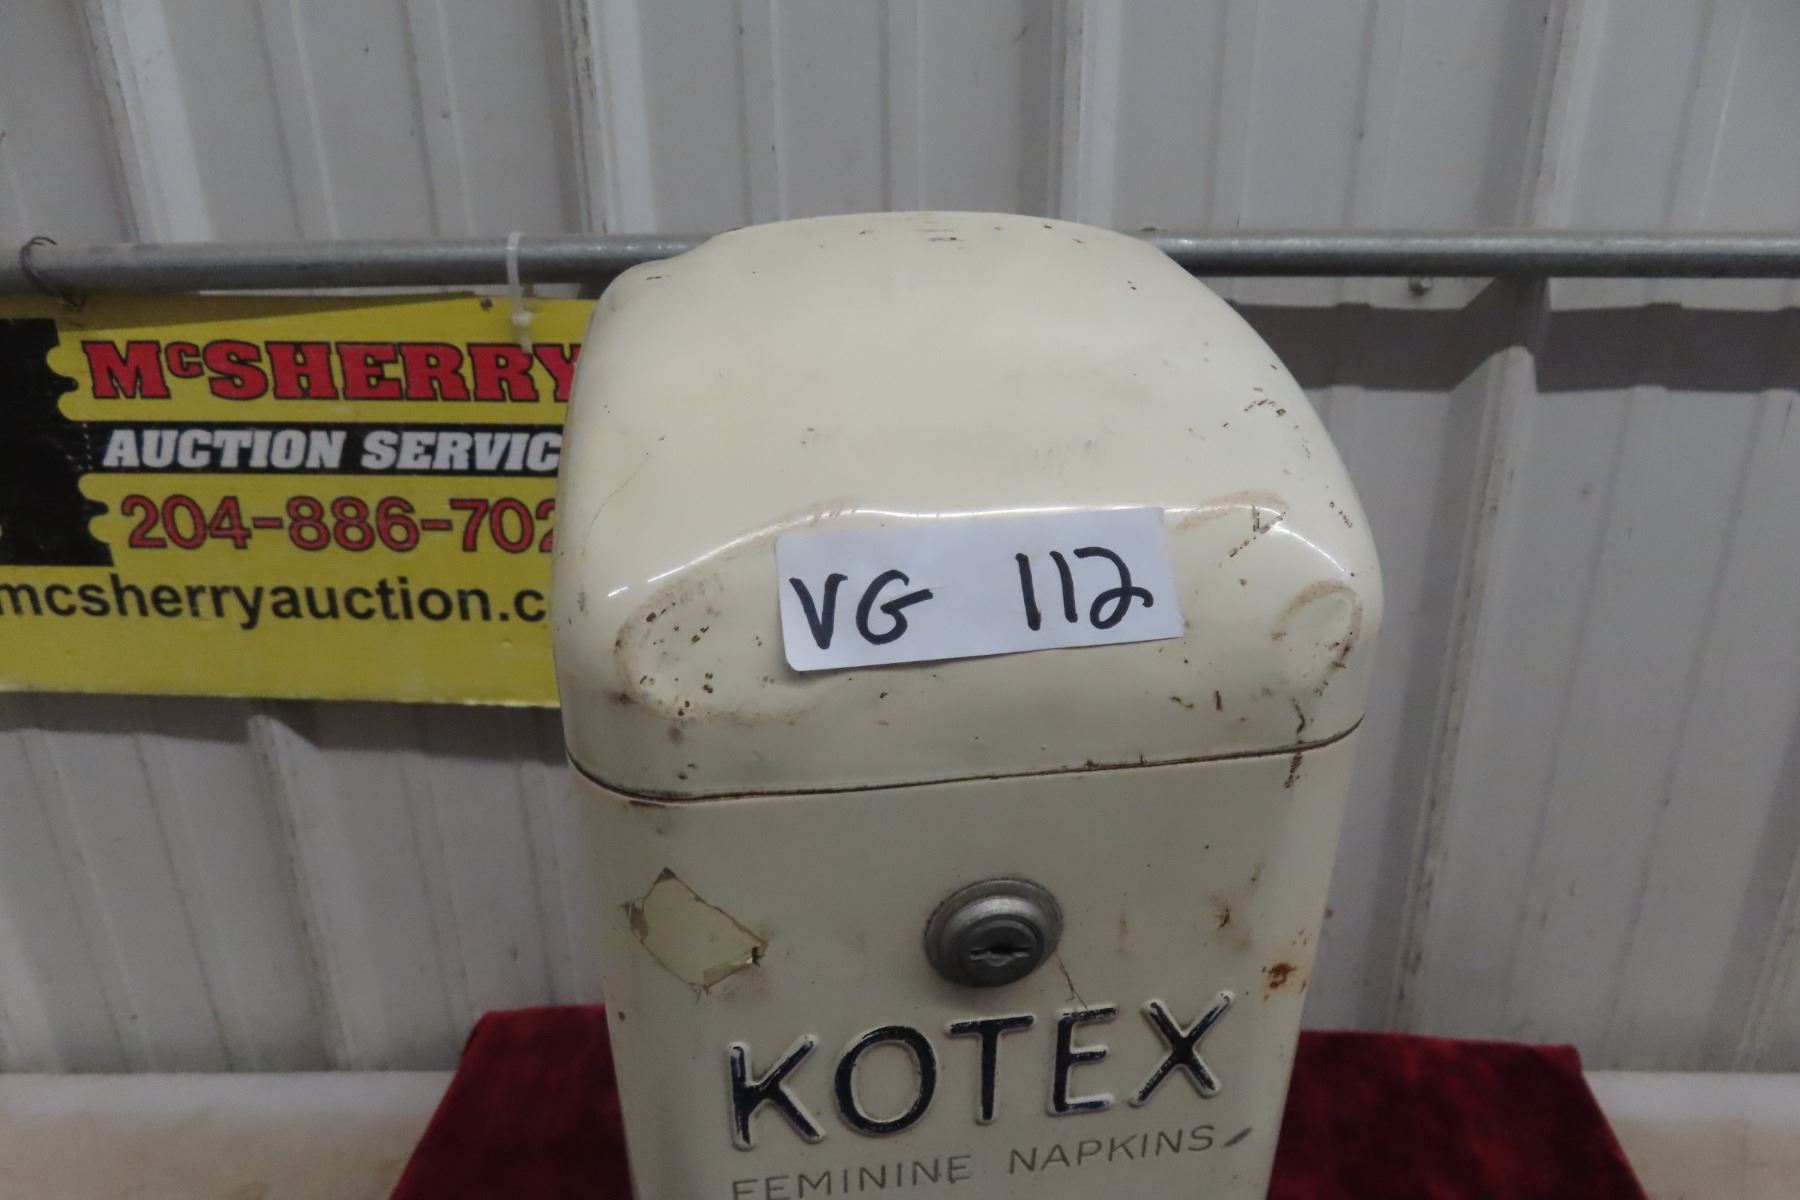 McSHERRY
AUCTION SERVIC
204-886-702
mcsherryauction.c
VG 112
KOTEX
FEMININE NAPKINS